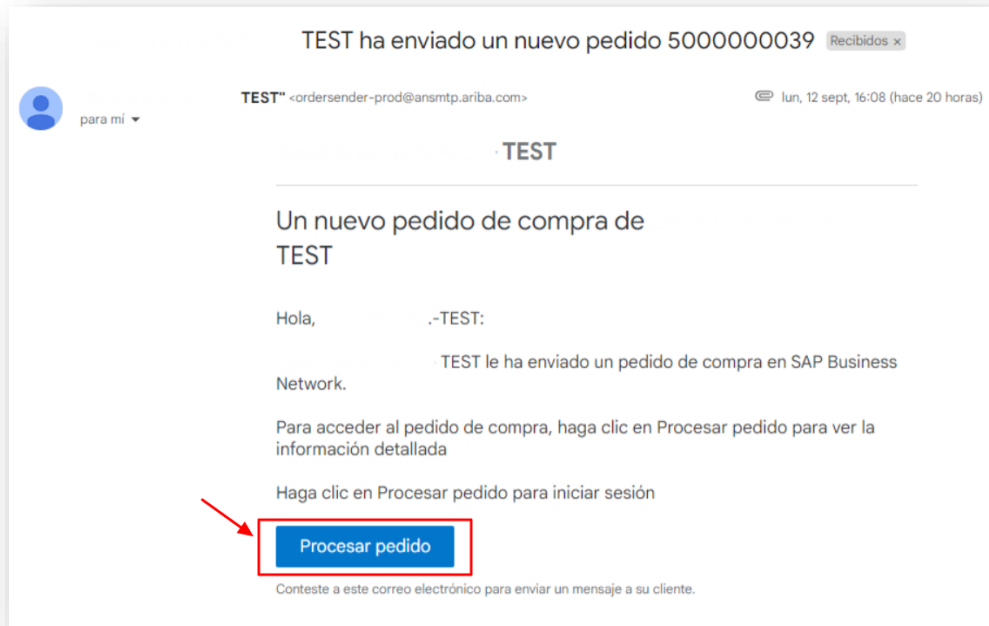 TEST ha enviado un nuevo pedido 5000000039 Recibidos x
TEST" <ordersender-prod@ansmtp.ariba.com> lun, 12 sept, 16:08 (hace 20 horas)
para mí
TEST
Un nuevo pedido de compra de
TEST
Hola, .-TEST:
TEST le ha enviado un pedido de compra en SAP Business
Network.
Para acceder al pedido de compra, haga clic en Procesar pedido para ver la
información detallada
Haga clic en Procesar pedido para iniciar sesión
Procesar pedido
Conteste a este correo electrónico para enviar un mensaje a su cliente.